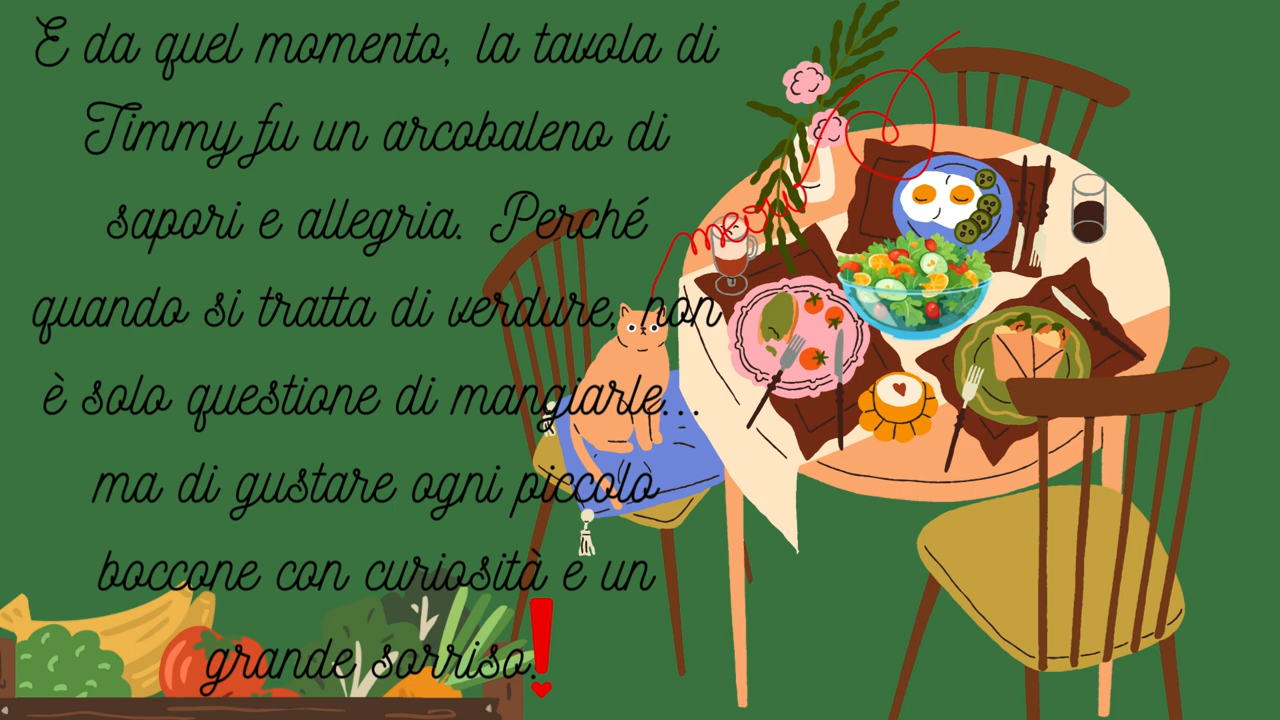 E da quel momento, la tavola di
Timmy fu un arcobaleno di
sapori e allegria. Perché
quando si tratta di verdure, non
è solo questione di mangiarle...
ma di gustare ogni piccolo
boccone con curiosità e un
grande sorriso.❗
meow